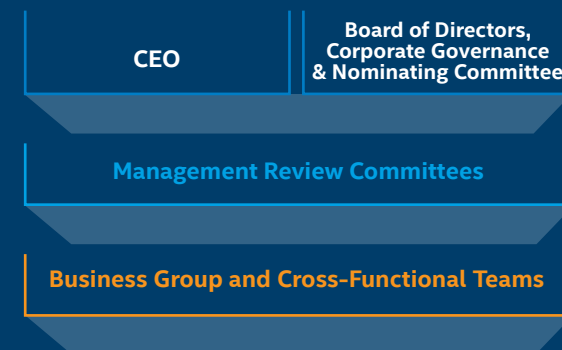 CEO
Board of Directors,
Corporate Governance
& Nominating Committee
Management Review Committees
Business Group and Cross-Functional Teams